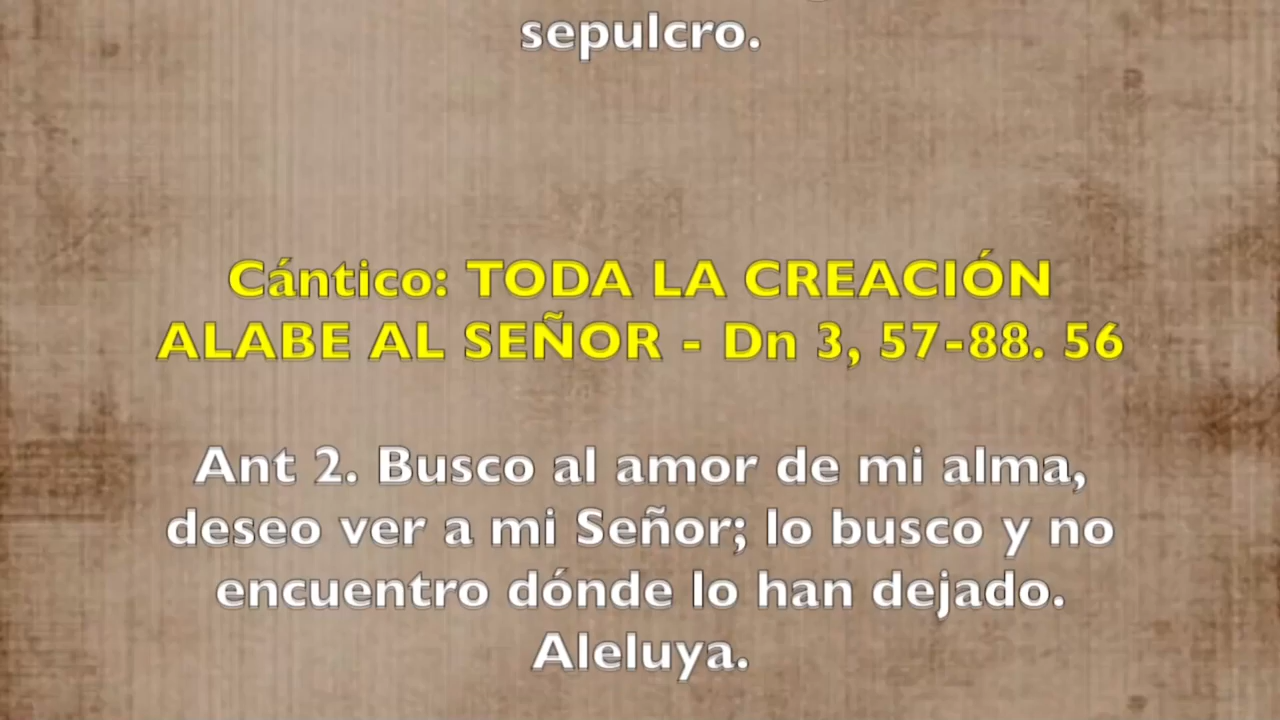 sepulcro.
Cántico: TODA LA CREACIÓN
ALABE AL SEÑOR - Dn 3, 57-88. 56
Ant 2. Busco al amor de mi alma,
deseo ver a mi Señor; lo busco y no
encuentro dónde lo han dejado.
Aleluya.